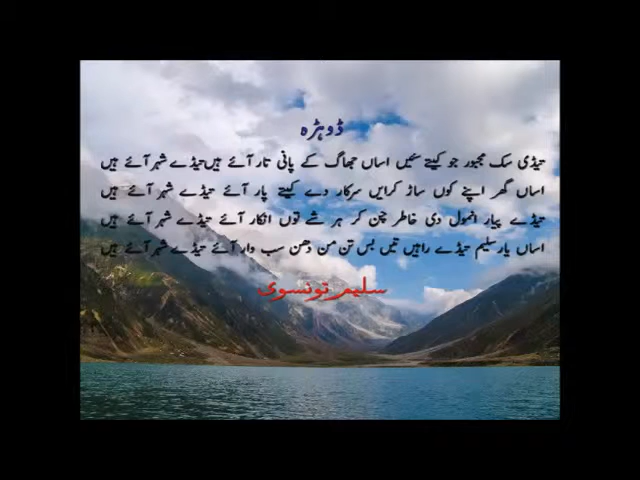 ڈوہڑہ
تیڈی سک مجبور جو کیتے سئیں اساں جھاگ کے پانی تار آئے ہیں تیڈے شہر آئے ہیں
اساں گھر اپنے کوں ساڑ کرایں سرکار دے کیتے پار آئے تیڈے شہر آئے ہیں
تیڈے پیار انمول دی خاطر چن کر ہر شے توں انکار آئے تیڈے شہر آئے ہیں
اساں یار سلیم تیڈے راہیں تیں بس تن من دھن سب وار آئے تیڈے شہر آئے ہیں
سلیم تونسوی